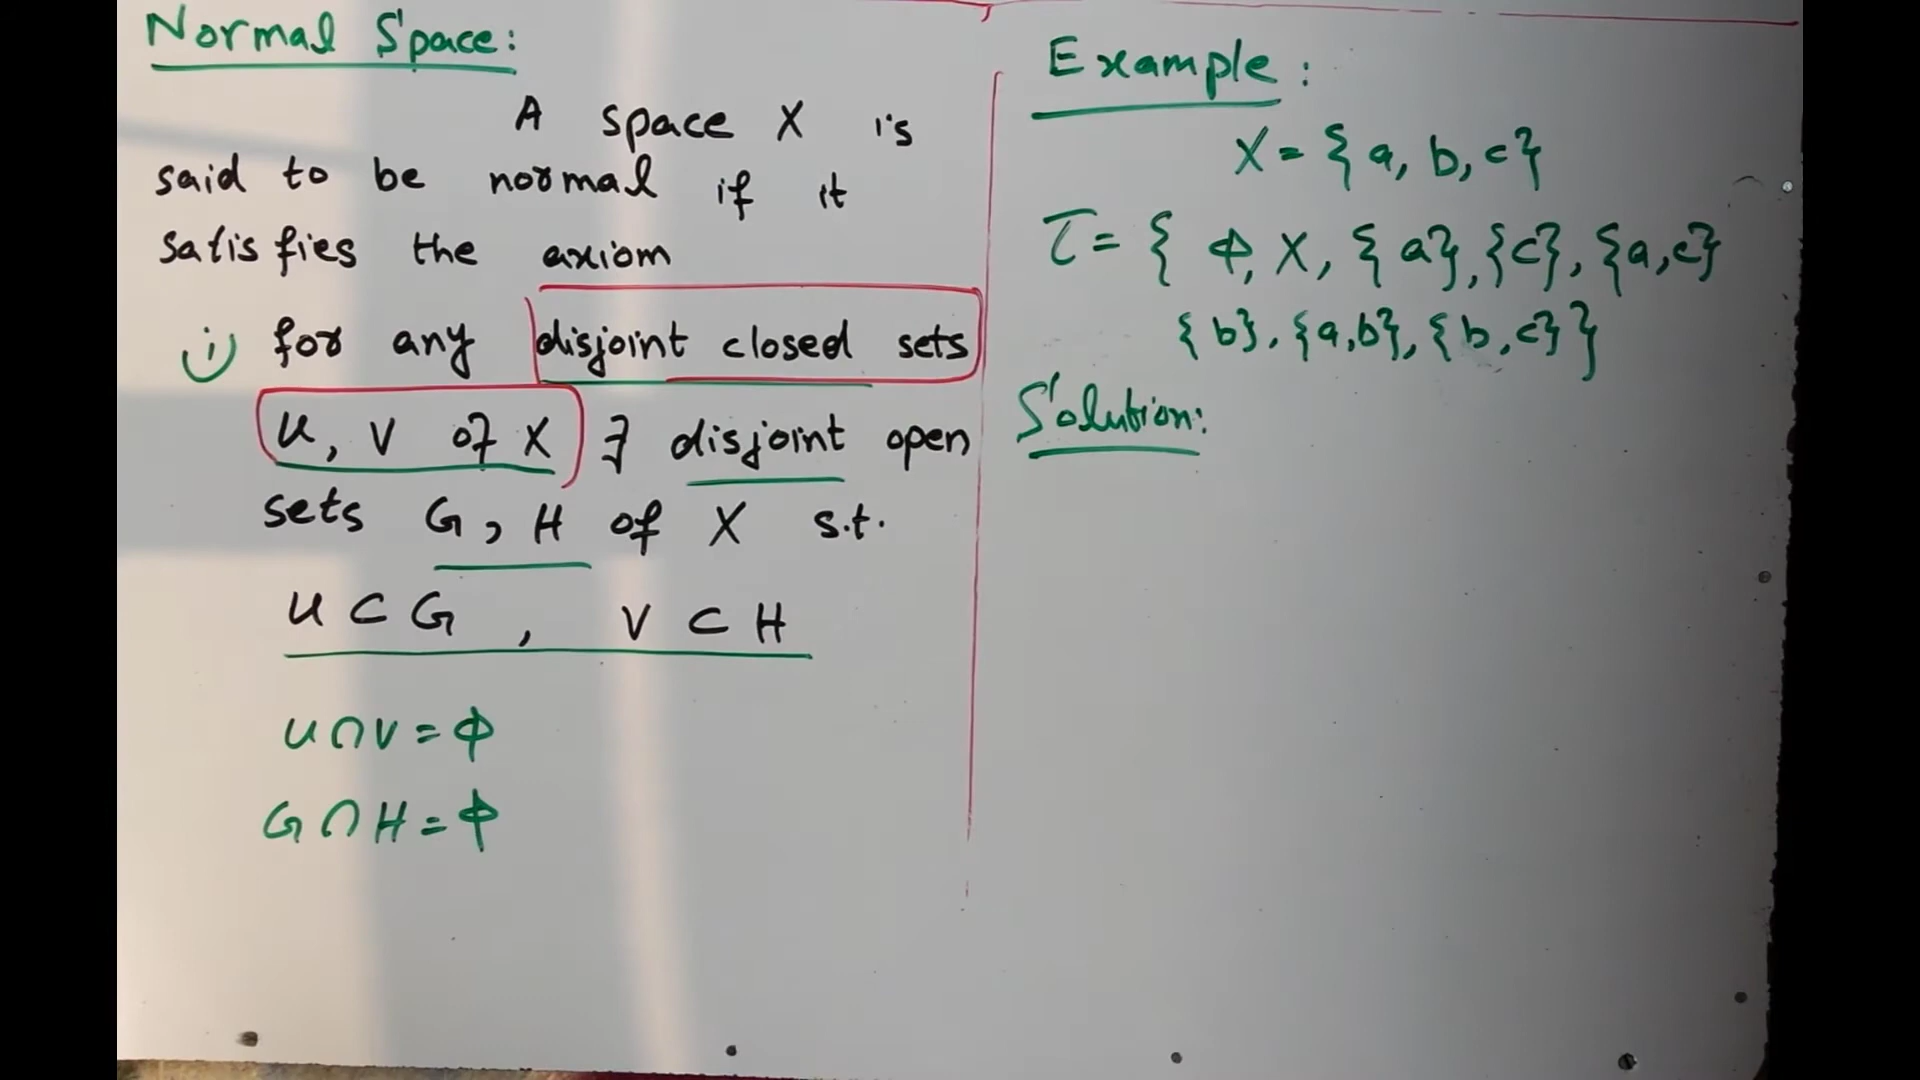 Normal Space:
A space X is
said to be normal if it
satisfies the axiom
i) for any disjoint closed sets
U, V of X ∃ disjoint open
sets G, H of X s.t.
U ⊂ G , V ⊂ H
U ∩ V = ϕ
G ∩ H = ϕ
Example:
X = {a, b, c}
τ = { ϕ, X, {a}, {c}, {a,c}
{b}, {a,b}, {b,c}}
Solution: